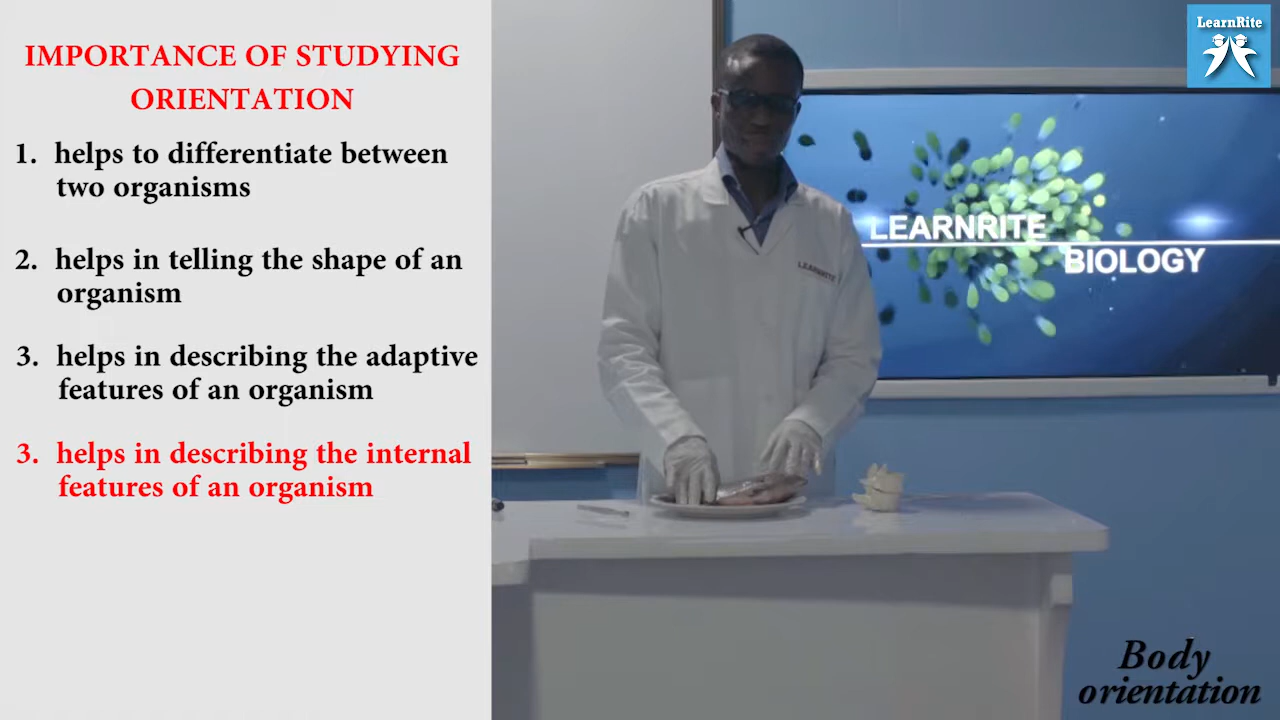 IMPORTANCE OF STUDYING
ORIENTATION
1. helps to differentiate between
two organisms
2. helps in telling the shape of an
organism
3. helps in describing the adaptive
features of an organism
3. helps in describing the internal
features of an organism
LearnRite
LEARNRITE
BIOLOGY
LEARNRITE
Body
orientation